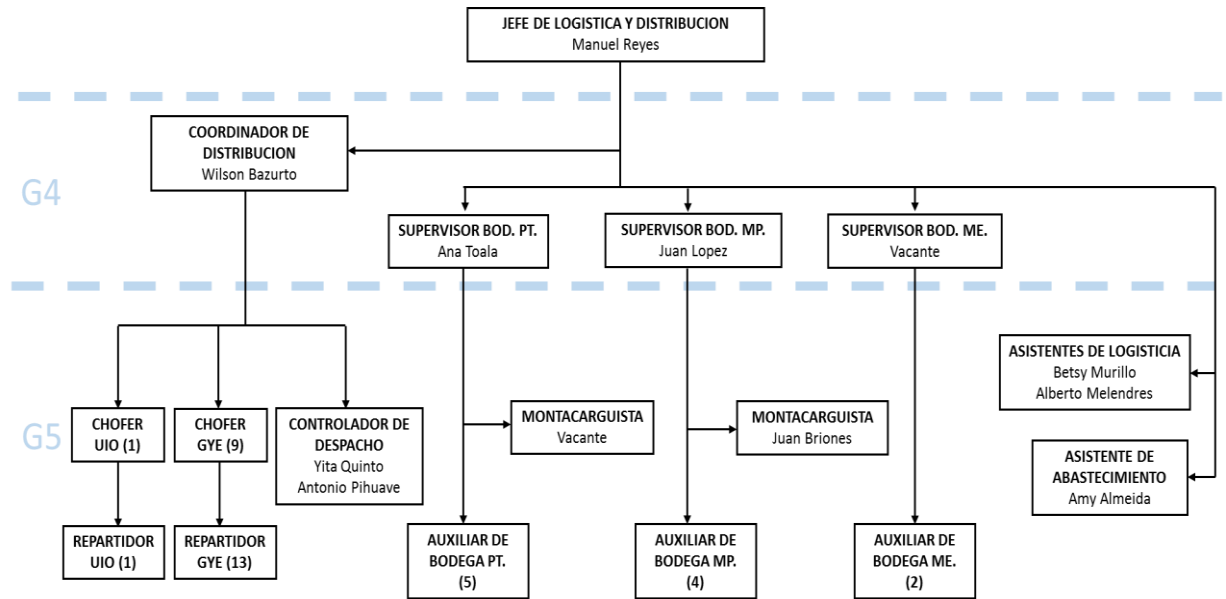 JEFE DE LOGISTICA Y DISTRIBUCION
Manuel Reyes
COORDINADOR DE
DISTRIBUCION
Wilson Bazurto
G4
SUPERVISOR BOD. PT.
Ana Toala
SUPERVISOR BOD. MP.
Juan Lopez
SUPERVISOR BOD. ME.
Vacante
ASISTENTES DE LOGISTICIA
Betsy Murillo
Alberto Melendres
G5
CHOFER
UIO (1)
CHOFER
GYE (9)
CONTROLADOR DE
DESPACHO
Yita Quinto
Antonio Pihuave
MONTACARGUISTA
Vacante
MONTACARGUISTA
Juan Briones
ASISTENTE DE
ABASTECIMIENTO
Amy Almeida
REPARTIDOR
UIO (1)
REPARTIDOR
GYE (13)
AUXILIAR DE
BODEGA PT.
(5)
AUXILIAR DE
BODEGA MP.
(4)
AUXILIAR DE
BODEGA ME.
(2)